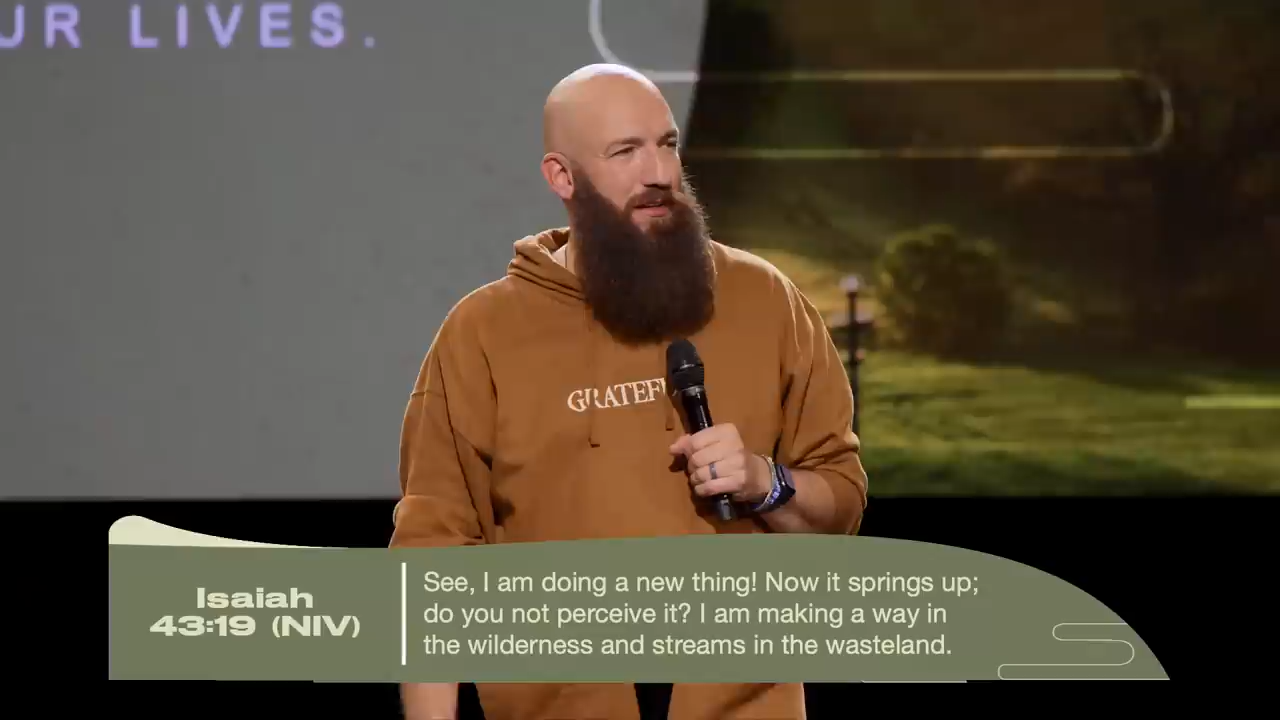 UR LIVES.
GRATEF
Isaiah
43:19 (NIV)
See, I am doing a new thing! Now it springs up;
do you not perceive it? I am making a way in
the wilderness and streams in the wasteland.